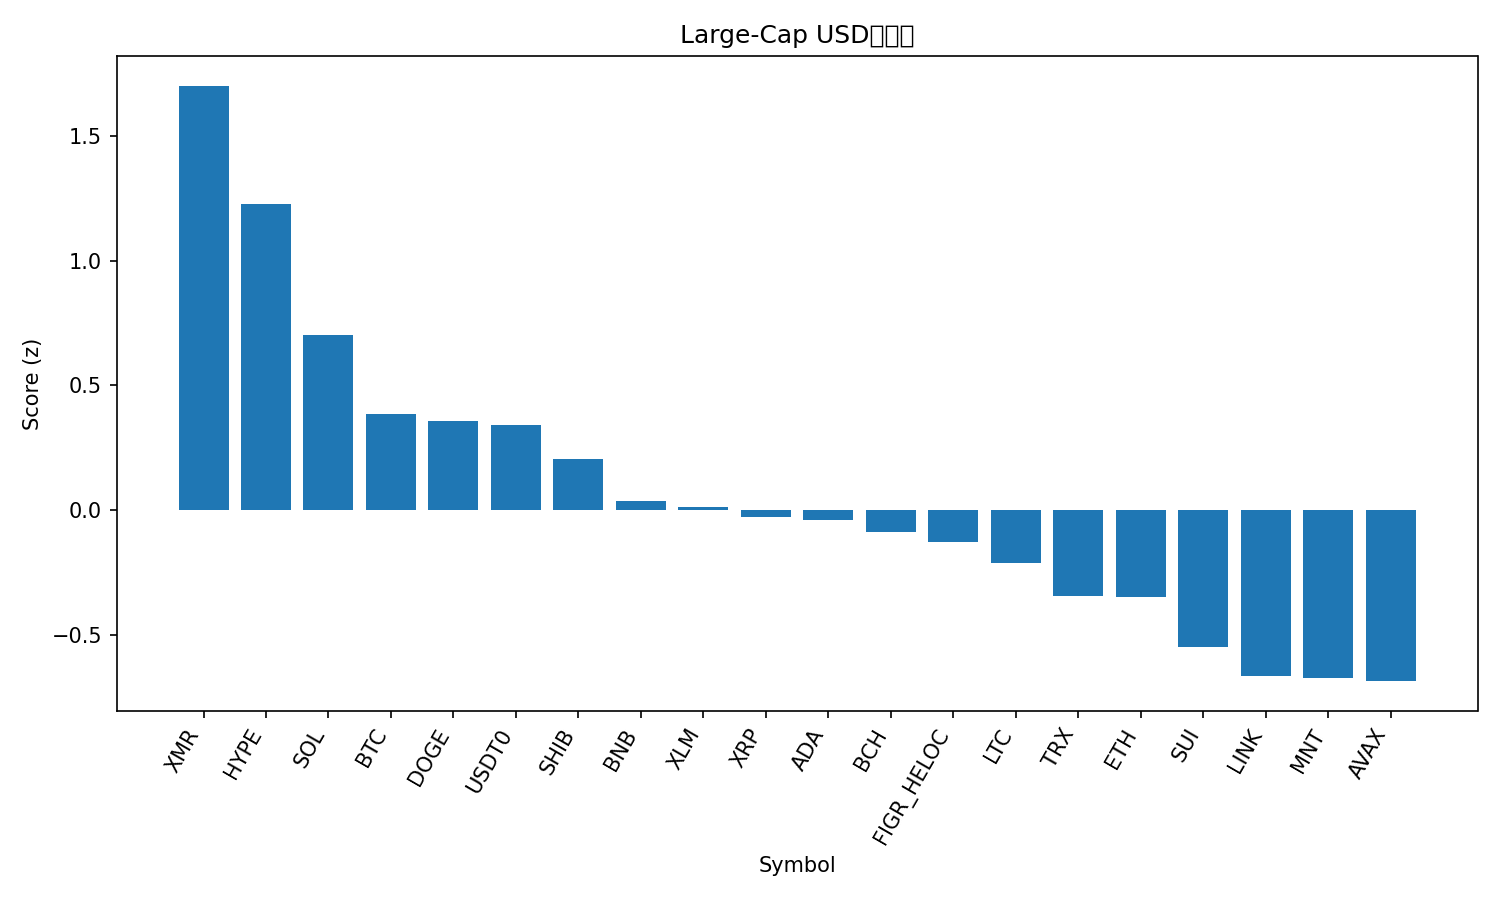 Large-Cap USD
Score (z)
1.5
1.0
0.5
0.0
−0.5
XMR
HYPE
SOL
BTC
DOGE
USDT0
SHIB
BNB
XLM
XRP
ADA
BCH
FIGR_HELOC
LTC
TRX
ETH
SUI
LINK
MNT
AVAX
Symbol